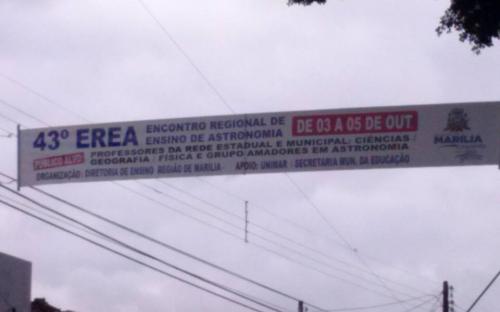 43º EREA
ENCONTRO REGIONAL DE
ENSINO DE ASTRONOMIA
DE 03 A 05 DE OUT
PÚBLICO ALVO:
PROFESSORES DA REDE ESTADUAL E MUNICIPAL: CIÊNCIAS /
GEOGRAFIA / FÍSICA E GRUPO AMADORES EM ASTRONOMIA
ORGANIZAÇÃO: DIRETORIA DE ENSINO REGIÃO DE MARÍLIA
APOIO: UNIMAR / SECRETARIA MUN. DA EDUCAÇÃO
MARÍLIA